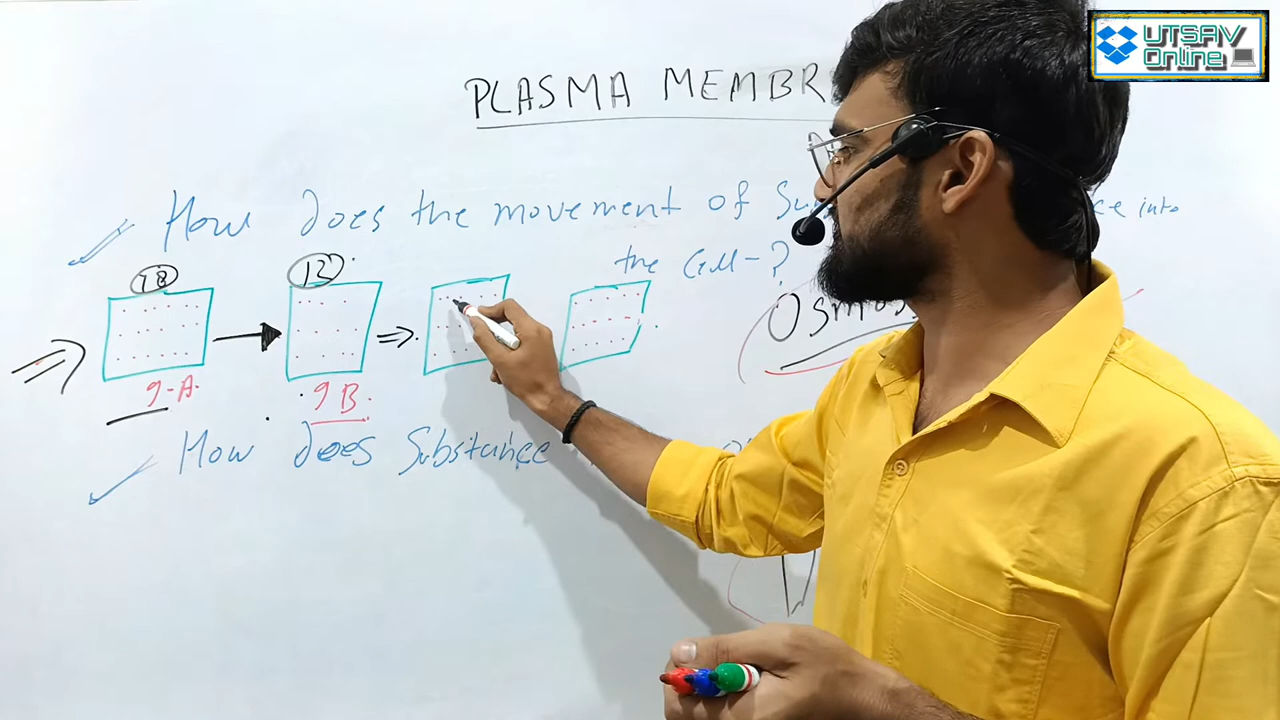 UTSAV
Online
PLASMA MEMBR
How does the movement of Su ce into
the Cell-?
18 12
Osmos
9-A.
9 B.
How does Substance